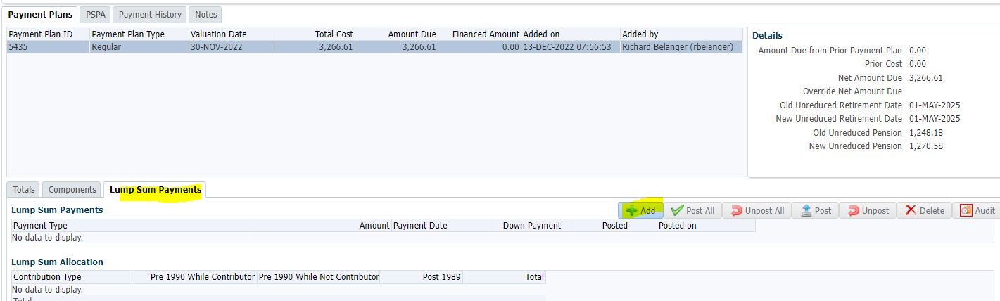 Payment Plans PSPA Payment History Notes
Payment Plan ID Payment Plan Type Valuation Date Total Cost Amount Due Financed Amount Added on Added by
5435 Regular 30-NOV-2022 3,266.61 3,266.61 0.00 13-DEC-2022 07:56:53 Richard Belanger (rbelanger)
Details
Amount Due from Prior Payment Plan 0.00
Prior Cost 0.00
Net Amount Due 3,266.61
Override Net Amount Due
Old Unreduced Retirement Date 01-MAY-2025
New Unreduced Retirement Date 01-MAY-2025
Old Unreduced Pension 1,248.18
New Unreduced Pension 1,270.58
Totals Components Lump Sum Payments
Lump Sum Payments Add Post All Unpost All Post Unpost Delete Audit
Payment Type Amount Payment Date Down Payment Posted Posted on
No data to display.
Lump Sum Allocation
Contribution Type Pre 1990 While Contributor Pre 1990 While Not Contributor Post 1989 Total
No data to display.
Total